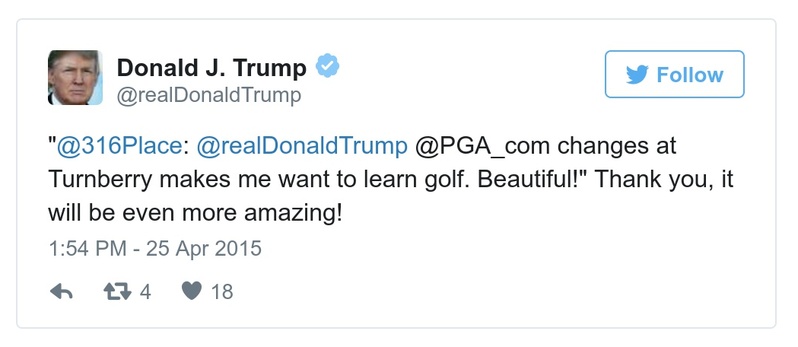 Donald J. Trump
@realDonaldTrump
Follow
"@316Place: @realDonaldTrump @PGA_com changes at
Turnberry makes me want to learn golf. Beautiful!" Thank you, it
will be even more amazing!
1:54 PM - 25 Apr 2015
4 18